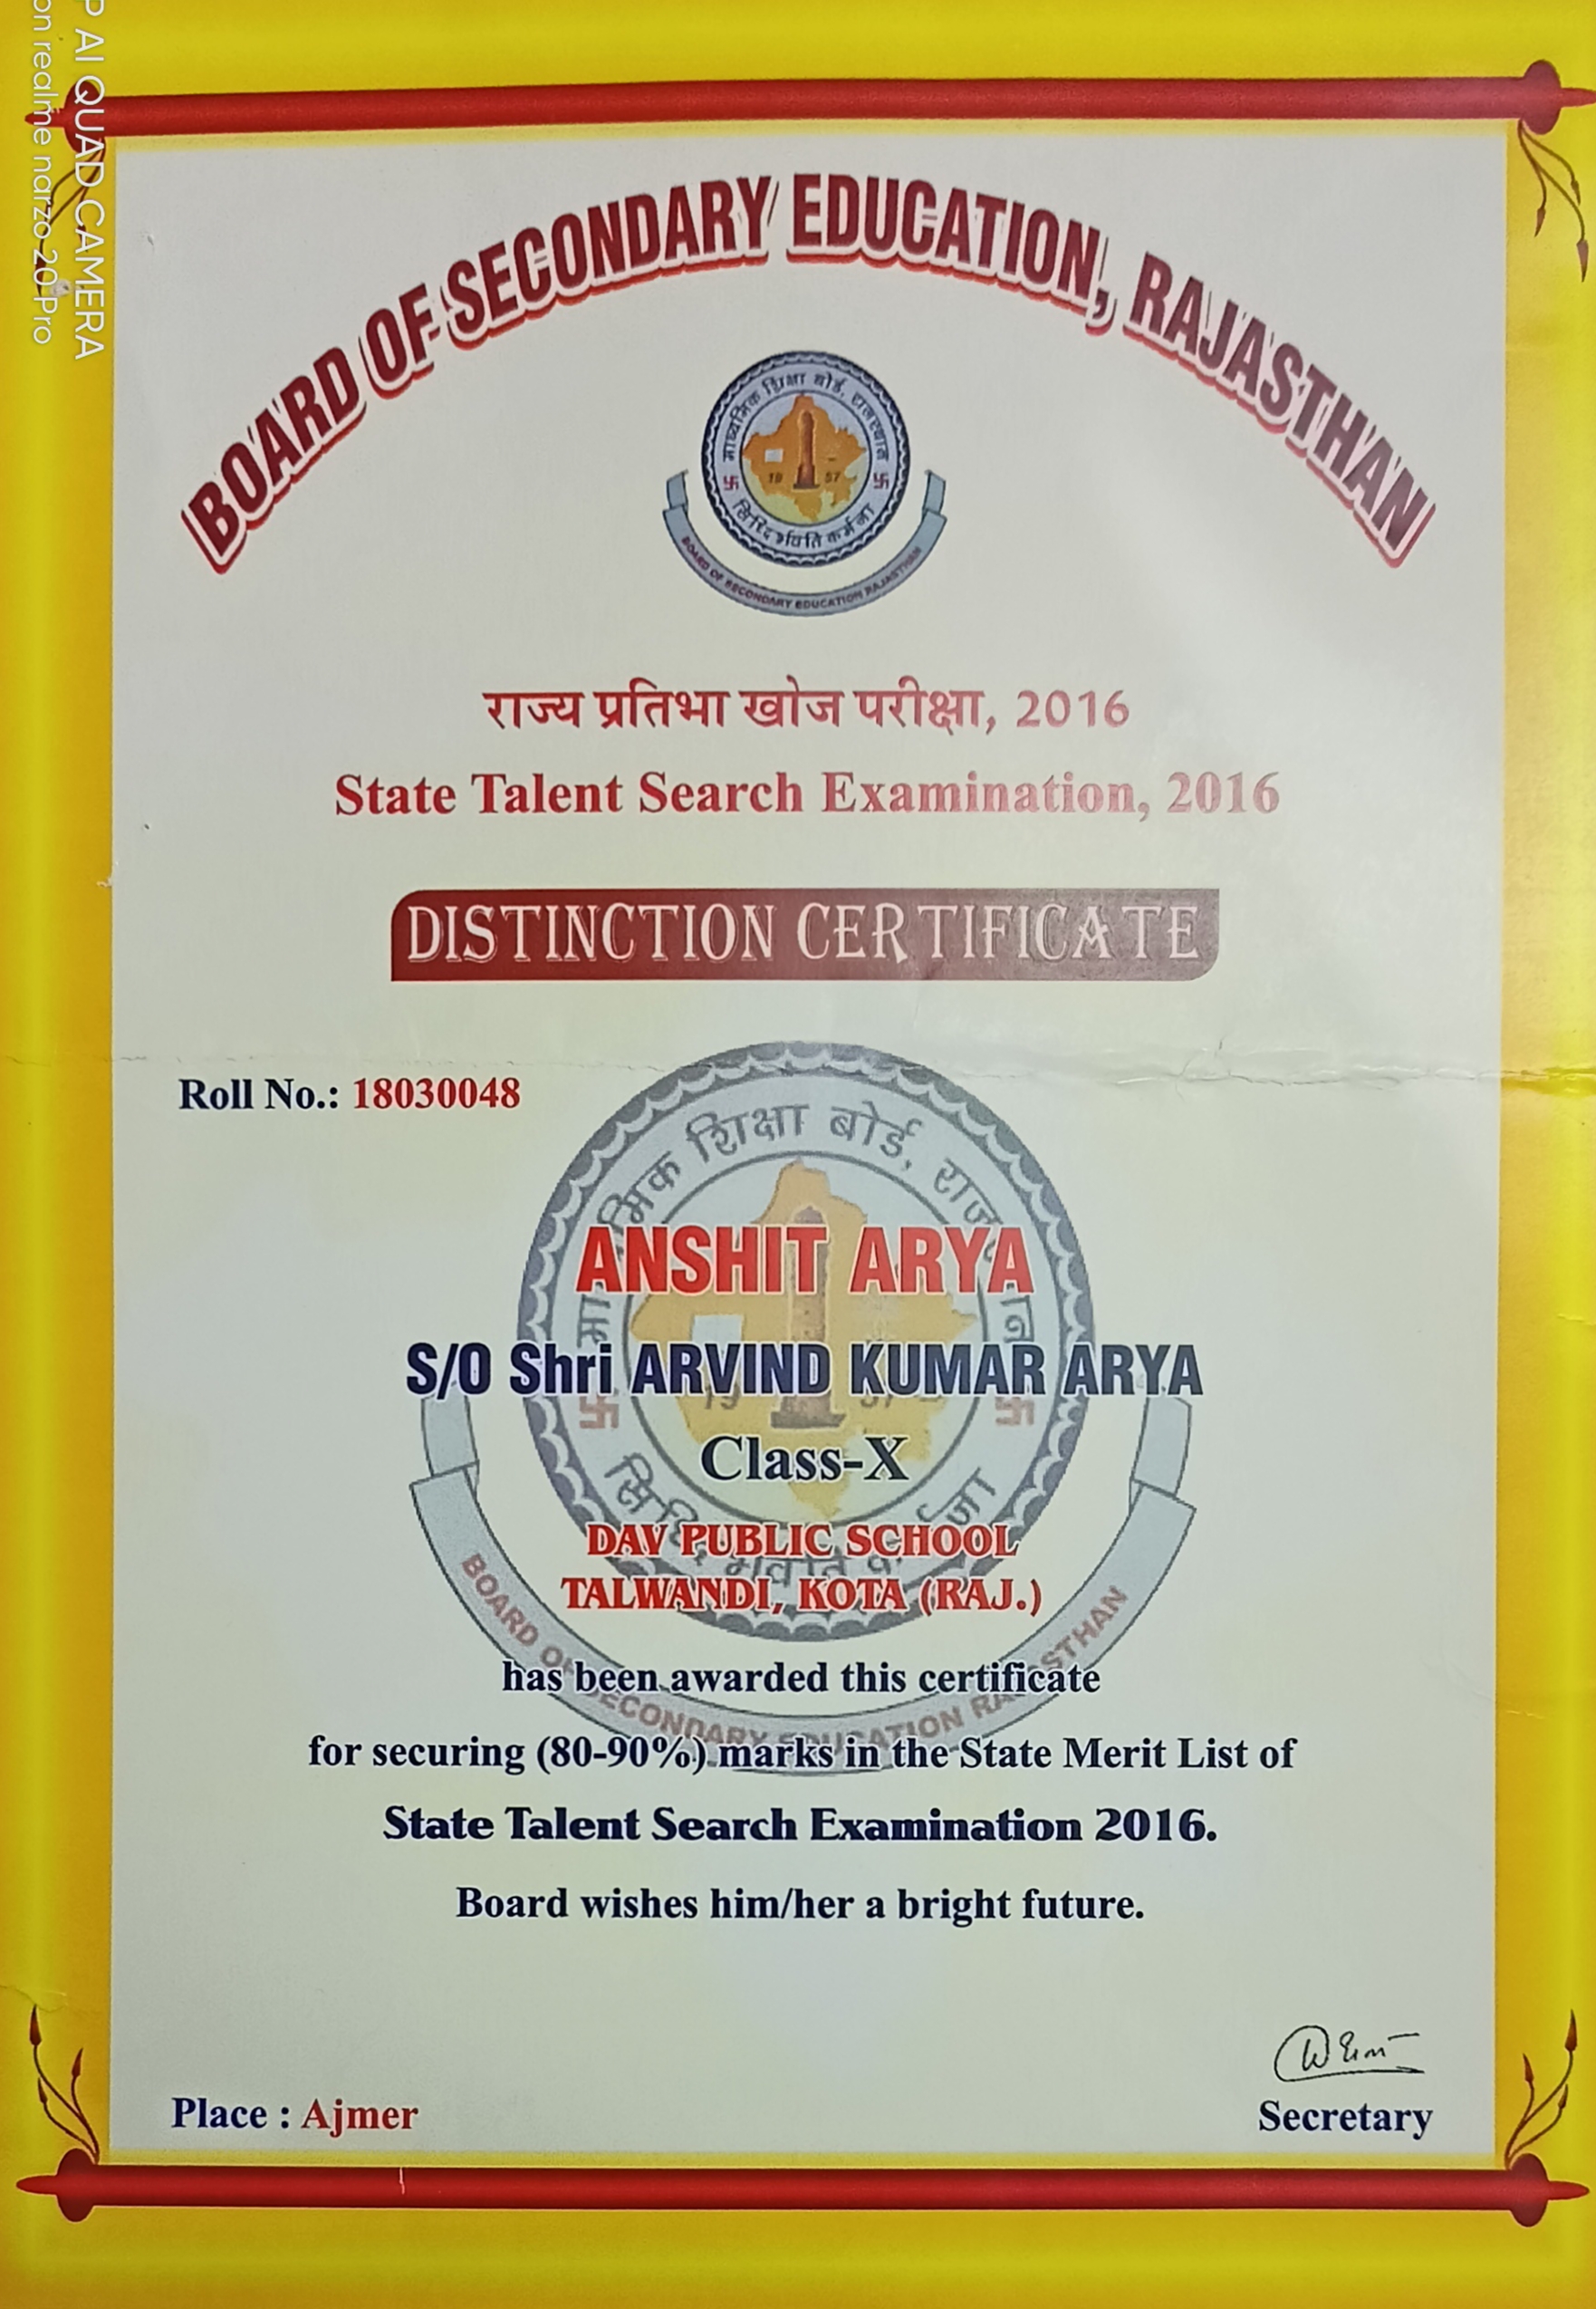 P AI QUAD CAMERA
on realme narzo 20 Pro
BOARD OF SECONDARY EDUCATION, RAJASTHAN
माध्यमिक शिक्षा बोर्ड, राजस्थान
19 57
सिद्धि र्भवति कर्मजा
BOARD OF SECONDARY EDUCATION RAJASTHAN
राज्य प्रतिभा खोज परीक्षा, 2016
State Talent Search Examination, 2016
DISTINCTION CERTIFICATE
Roll No.: 18030048
ANSHIT ARYA
S/O Shri ARVIND KUMAR ARYA
Class-X
DAV PUBLIC SCHOOL
TALWANDI, KOTA (RAJ.)
has been awarded this certificate
for securing (80-90%) marks in the State Merit List of
State Talent Search Examination 2016.
Board wishes him/her a bright future.
Place : Ajmer
Secretary